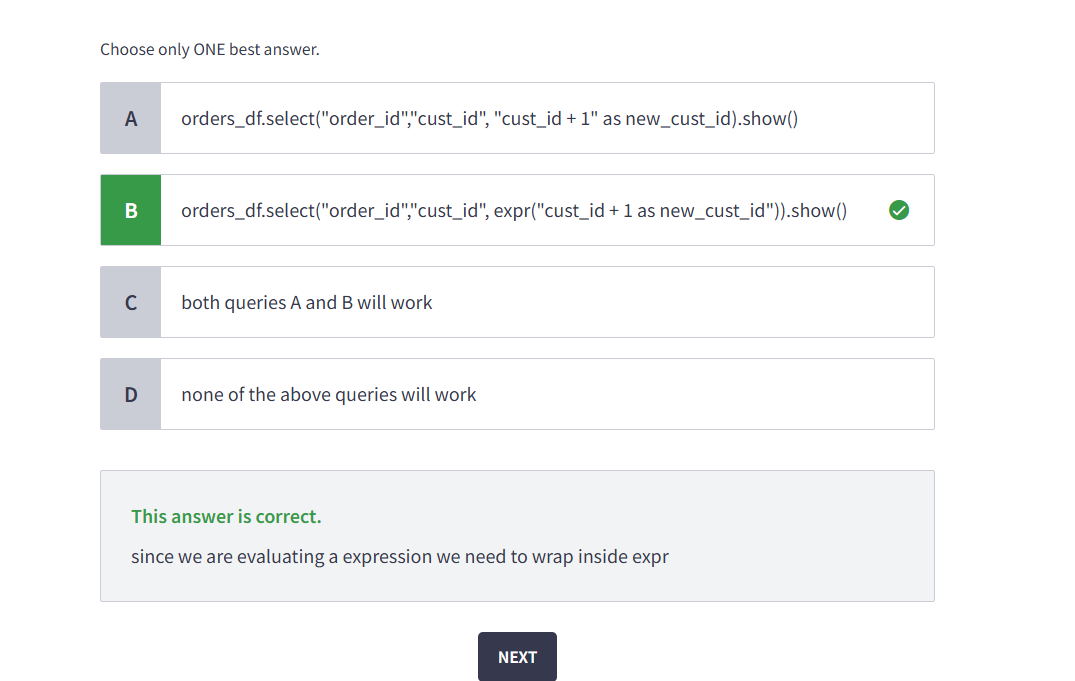 Choose only ONE best answer.
A
orders_df.select("order_id","cust_id", "cust_id + 1" as new_cust_id).show()
B
orders_df.select("order_id","cust_id", expr("cust_id + 1 as new_cust_id")).show()
C
both queries A and B will work
D
none of the above queries will work
This answer is correct.
since we are evaluating a expression we need to wrap inside expr
NEXT